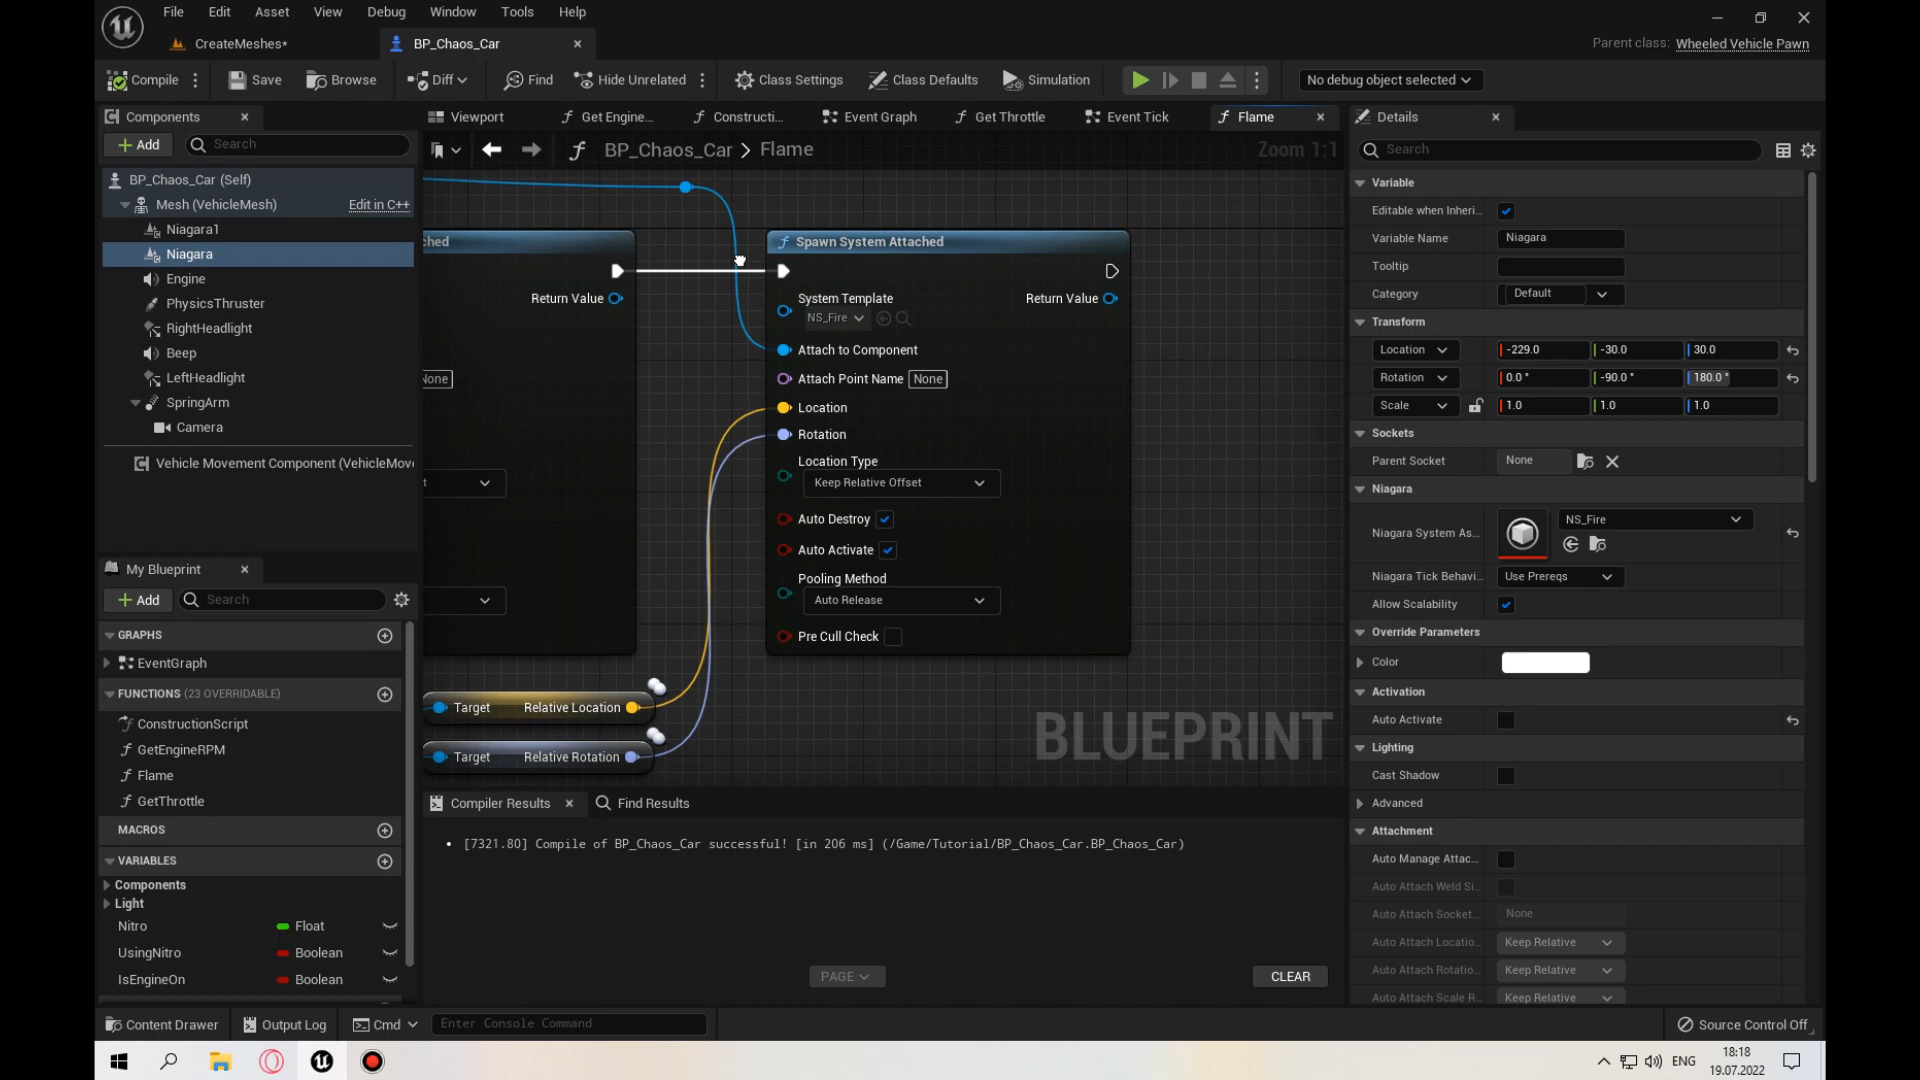 File Edit Asset View Debug Window Tools Help
CreateMeshes*
BP_Chaos_Car
Parent class: Wheeled Vehicle Pawn
Compile
Save
Browse
Diff
Find
Hide Unrelated
Class Settings
Class Defaults
Simulation
No debug object selected
Components
Viewport
Get Engine...
Constructi...
Event Graph
Get Throttle
Event Tick
Flame
Details
Add
Search
BP_Chaos_Car > Flame
Zoom 1:1
Search
BP_Chaos_Car (Self)
Mesh (VehicleMesh)
Edit in C++
Niagara1
Niagara
Engine
PhysicsThruster
RightHeadlight
Beep
LeftHeadlight
SpringArm
Camera
Vehicle Movement Component (VehicleMov
My Blueprint
Add
Search
GRAPHS
EventGraph
FUNCTIONS (23 OVERRIDABLE)
ConstructionScript
GetEngineRPM
Flame
GetThrottle
MACROS
VARIABLES
Components
Light
Nitro Float
UsingNitro Boolean
IsEngineOn Boolean
ched
Return Value
None
t
Spawn System Attached
System Template
NS_Fire
Return Value
Attach to Component
Attach Point Name None
Location
Rotation
Location Type
Keep Relative Offset
Auto Destroy
Auto Activate
Pooling Method
Auto Release
Pre Cull Check
Target Relative Location
Target Relative Rotation
BLUEPRINT
Compiler Results
Find Results
[7321.80] Compile of BP_Chaos_Car successful! [in 206 ms] (/Game/Tutorial/BP_Chaos_Car.BP_Chaos_Car)
PAGE
CLEAR
Variable
Editable when Inheri...
Variable Name Niagara
Tooltip
Category Default
Transform
Location -229.0 -30.0 30.0
Rotation 0.0 ° -90.0 ° 180.0 °
Scale 1.0 1.0 1.0
Sockets
Parent Socket None
Niagara
Niagara System As... NS_Fire
Niagara Tick Behavi... Use Prereqs
Allow Scalability
Override Parameters
Color
Activation
Auto Activate
Lighting
Cast Shadow
Advanced
Attachment
Auto Manage Attac...
Auto Attach Weld Si...
Auto Attach Socket... None
Auto Attach Locatio... Keep Relative
Auto Attach Rotatio... Keep Relative
Auto Attach Scale R... Keep Relative
Content Drawer
Output Log
Cmd
Enter Console Command
Source Control Off
ENG
18:18
19.07.2022